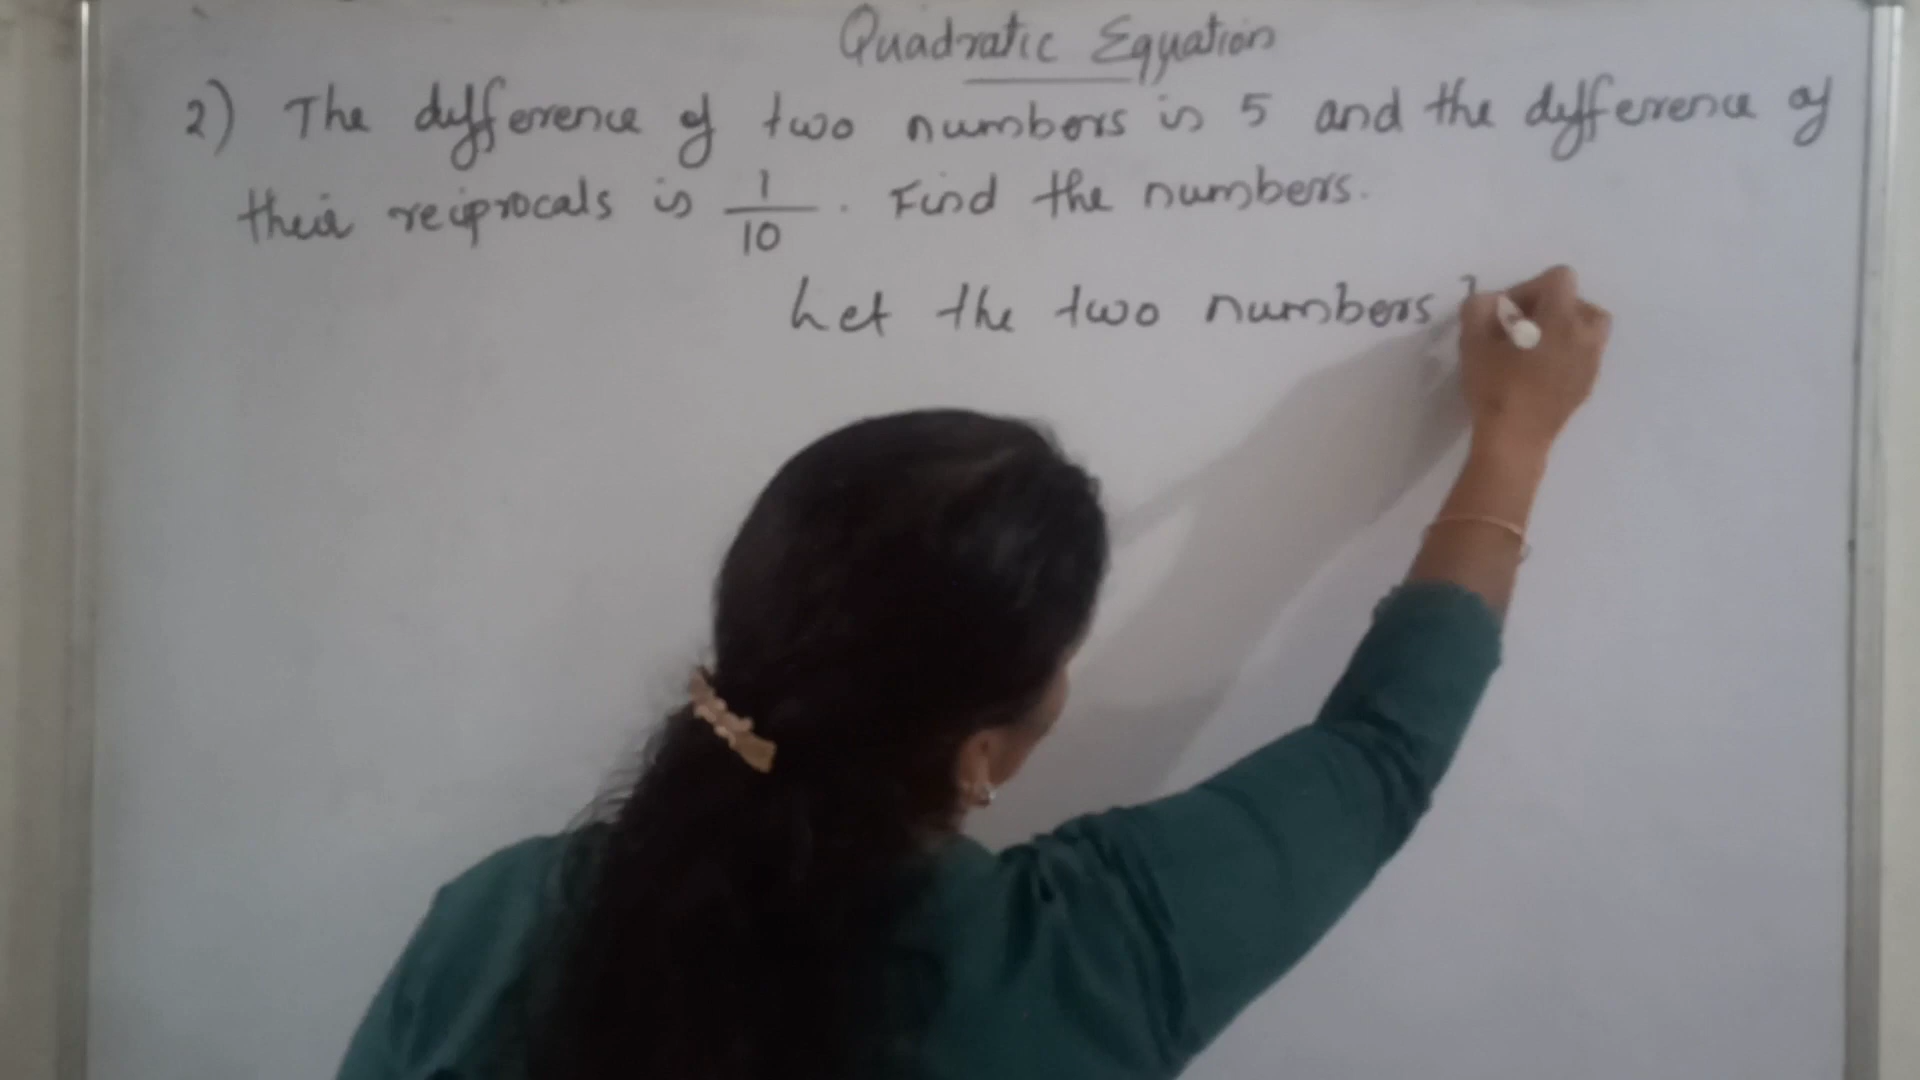 Quadratic Equation
2) The difference of two numbers is 5 and the difference of
their reciprocals is 1/10. Find the numbers.
Let the two numbers